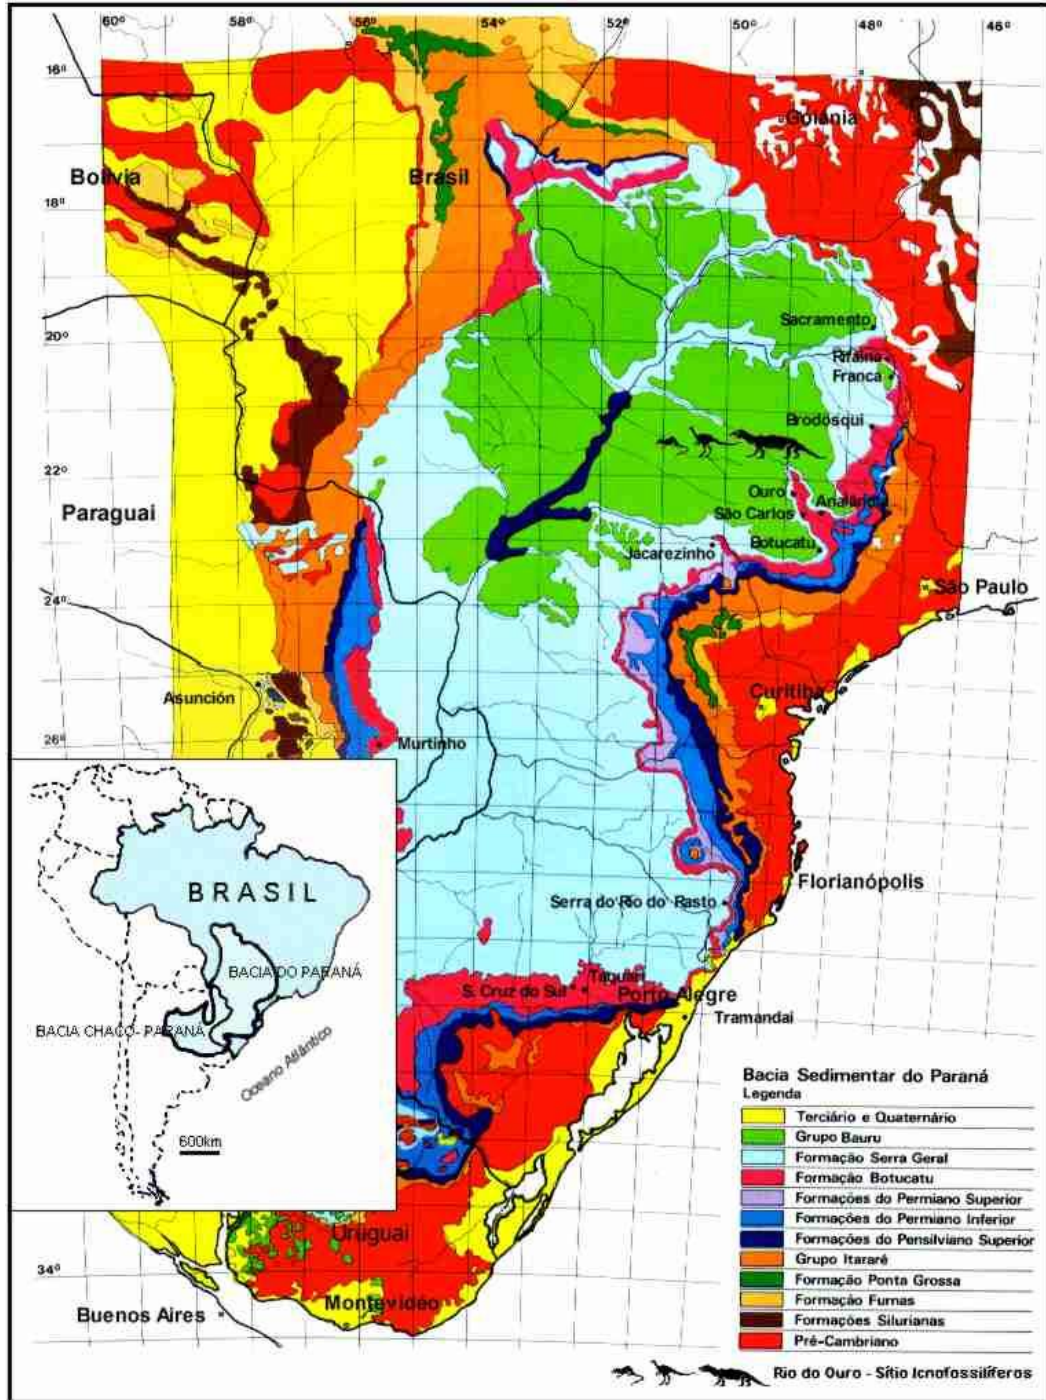 60º 58º 56º 54º 52º 50º 48º 46º
16º
Goiânia
Bolívia
Brasil
18º
Sacramento
20º
Rifaina
Franca
Brodósqui
22º
Ouro
Analândia
Paraguai
São Carlos
Jacarezinho
Botucatu
São Paulo
24º
Asunción
Curitiba
26º
Murtinho
BRASIL
Florianópolis
Serra do Rio do Rasto
BACIA DO PARANÁ
Taquari
S. Cruz do Sul
Porto Alegre
Tramandaí
BACIA CHACO-PARANÁ
Oceano Atlântico
600km
Uruguai
34º
Montevidéo
Buenos Aires
Bacia Sedimentar do Paraná
Legenda
Terciário e Quaternário
Grupo Bauru
Formação Serra Geral
Formação Botucatu
Formações do Permiano Superior
Formações do Permiano Inferior
Formações do Pensilviano Superior
Grupo Itararé
Formação Ponta Grossa
Formação Furnas
Formações Silurianas
Pré-Cambriano
Rio do Ouro - Sítio Icnofossilíferos